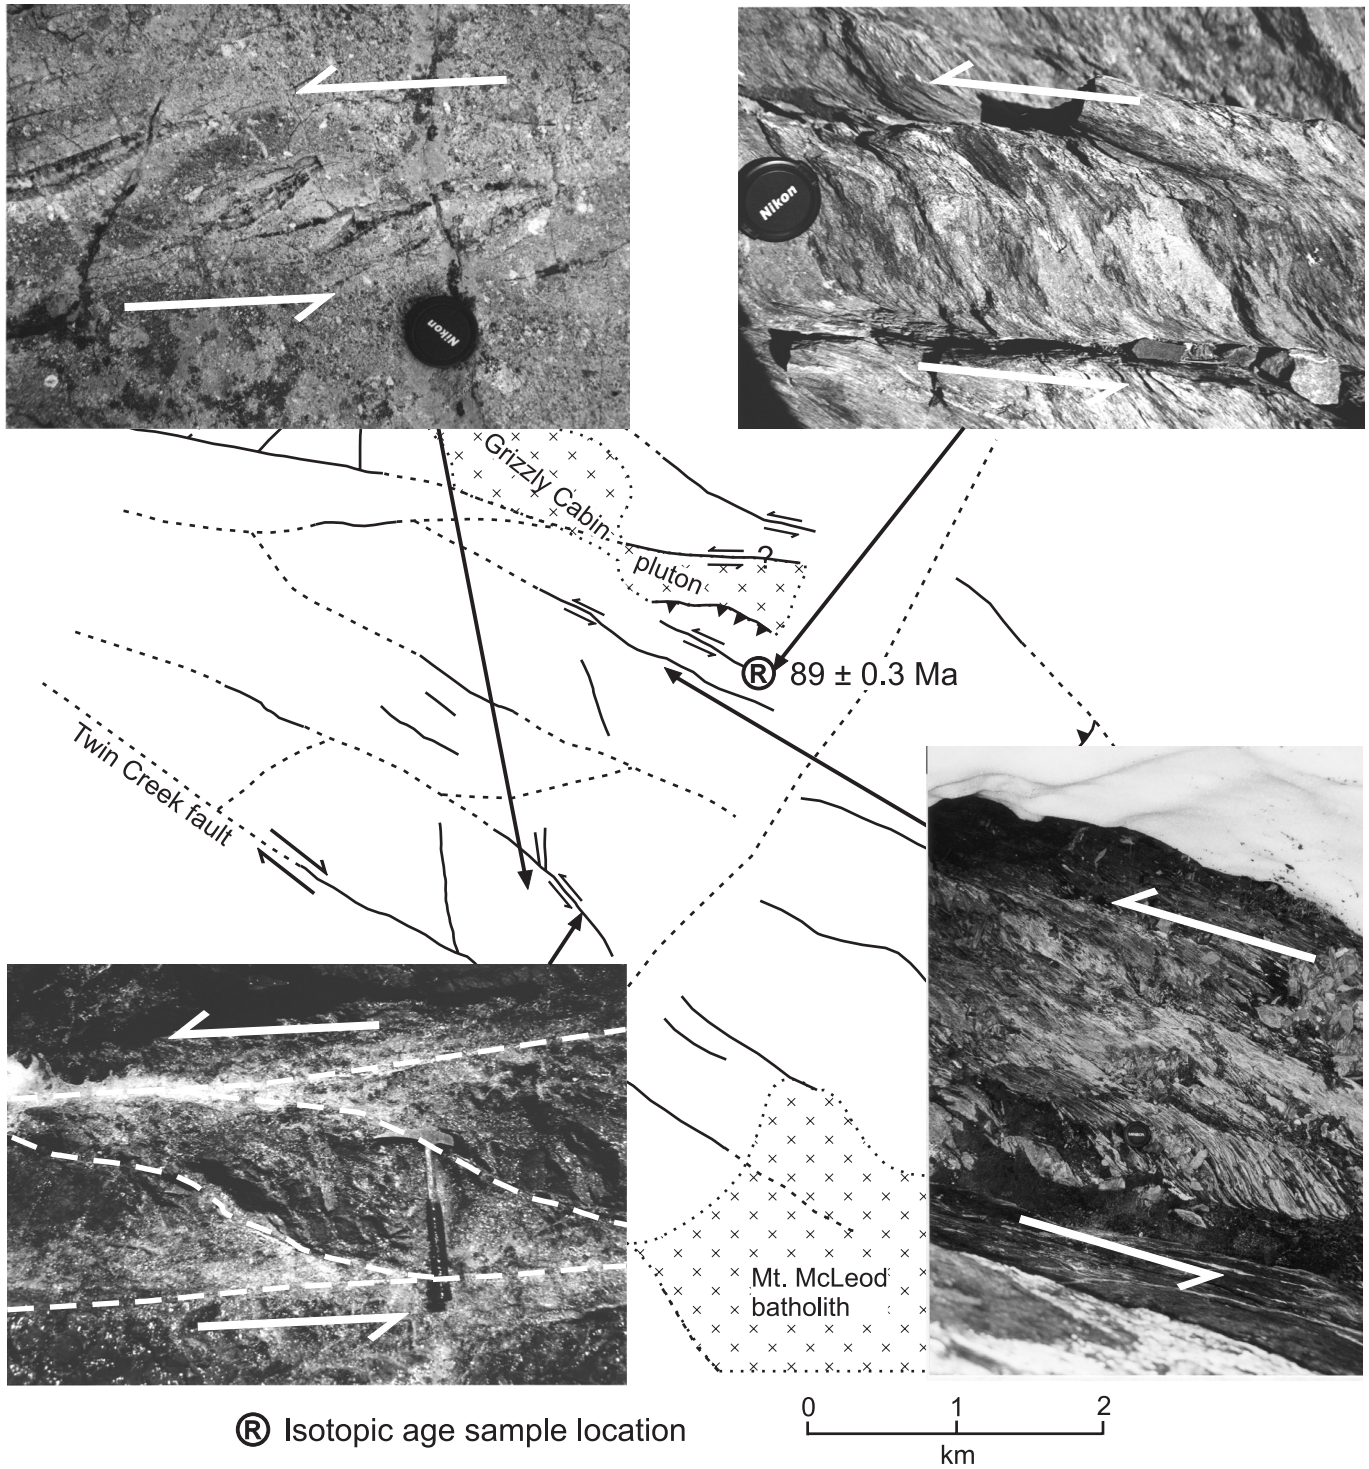 Nikon
Nikon
Grizzly Cabin
pluton
?
R 89 ± 0.3 Ma
Twin Creek fault
Mt. McLeod
batholith
R Isotopic age sample location
0 1 2
km